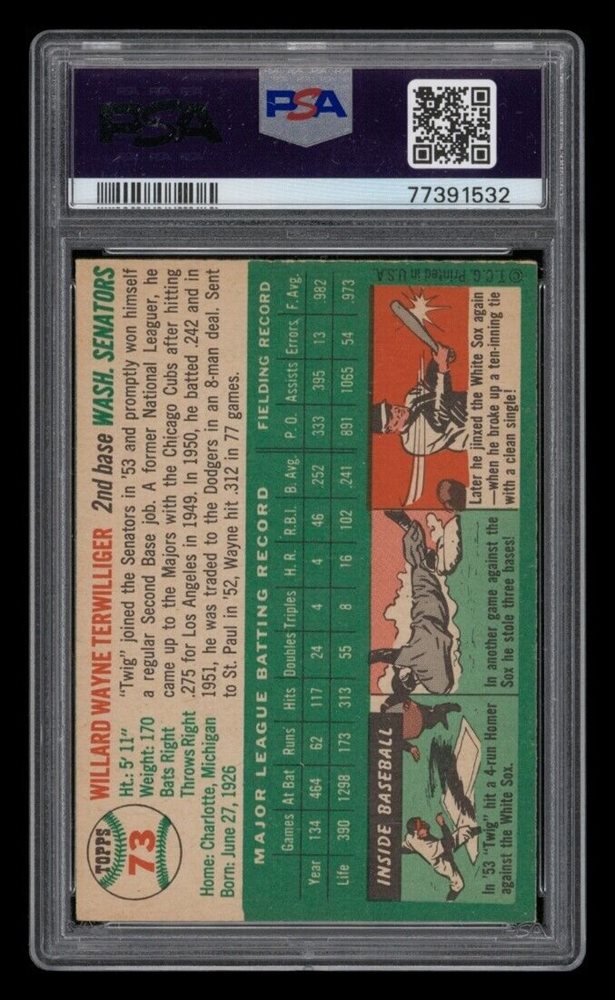 PSA
PSA
77391532
TOPPS
73
WILLARD WAYNE TERWILLIGER 2nd base WASH. SENATORS
Ht.: 5' 11"
Weight: 170
Bats Right
Throws Right
Home: Charlotte, Michigan
Born: June 27, 1926
"Twig" joined the Senators in '53 and promptly won himself
a regular Second Base job. A former National Leaguer, he
came up to the Majors with the Chicago Cubs after hitting
.275 for Los Angeles in 1949. In 1950, he batted .242 and in
1951, he was traded to the Dodgers in an 8-man deal. Sent
to St. Paul in '52, Wayne hit .312 in 77 games.
MAJOR LEAGUE BATTING RECORD FIELDING RECORD
Games At Bat Runs Hits Doubles Triples H.R. R.B.I. B. Avg. P. O. Assists Errors F. Avg.
Year 134 464 62 117 24 4 4 46 .252 333 395 13 .982
Life 390 1298 173 313 55 8 16 102 .241 891 1065 54 .973
INSIDE BASEBALL
In '53 "Twig" hit a 4-run Homer
against the White Sox.
In another game against the
Sox he stole three bases!
Later he jinxed the White Sox again
—when he broke up a ten-inning tie
with a clean single!
© T.C.G. Printed in U.S.A.
PSA
PSA